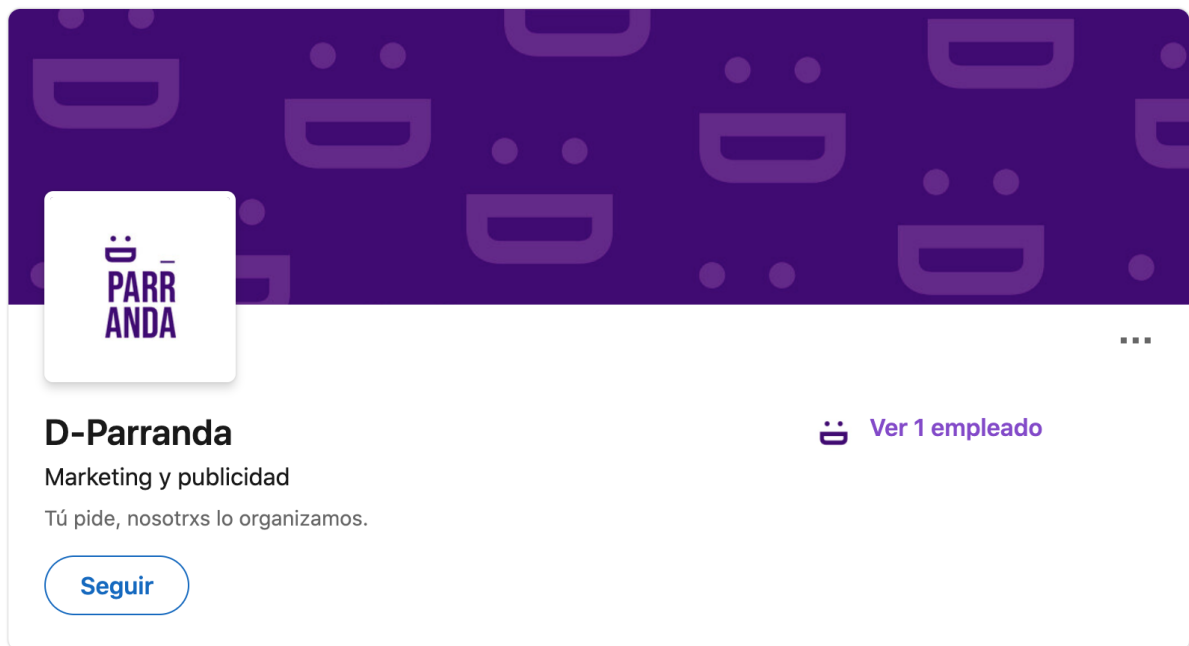 PARR
ANDA
D-Parranda
Marketing y publicidad
Tú pide, nosotrxs lo organizamos.
Seguir
Ver 1 empleado